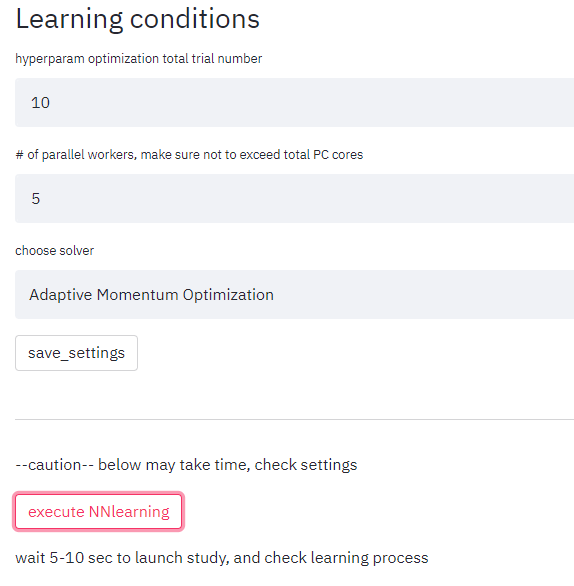 Learning conditions
hyperparam optimization total trial number
10
# of parallel workers, make sure not to exceed total PC cores
5
choose solver
Adaptive Momentum Optimization
save_settings
--caution-- below may take time, check settings
execute NNlearning
wait 5-10 sec to launch study, and check learning process